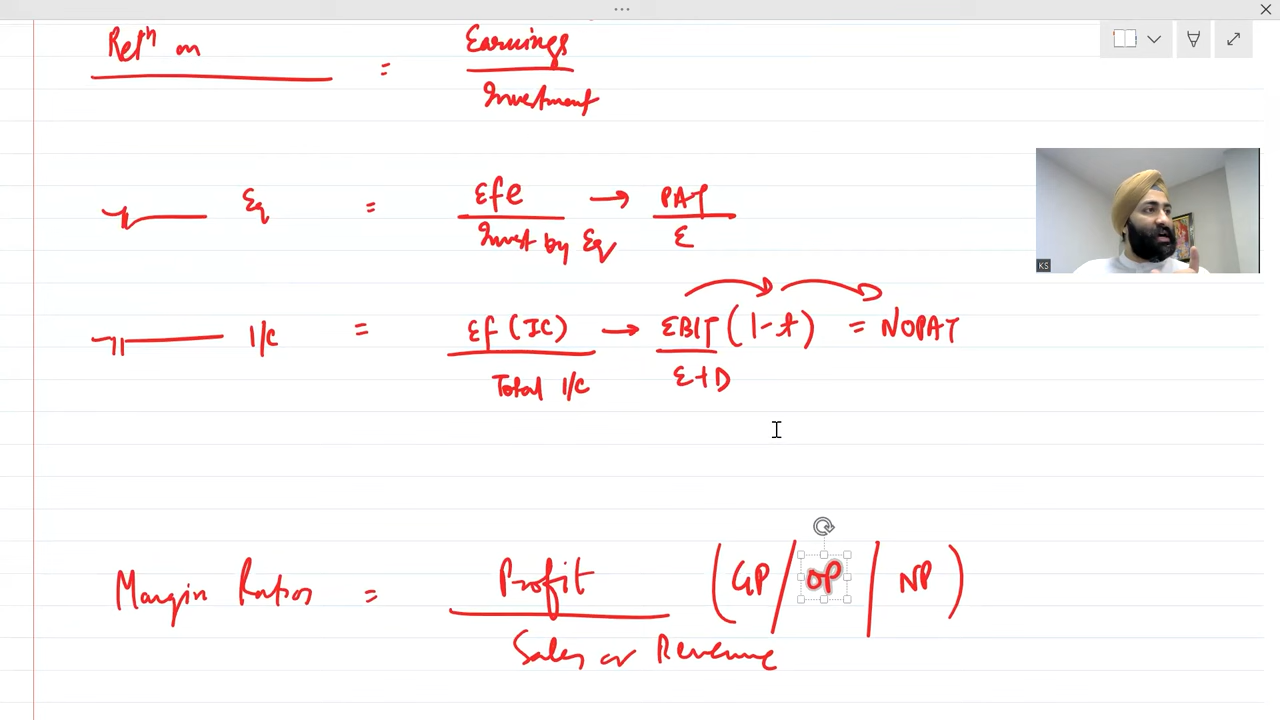 Retⁿ on = Earnings / Investment
Eq = Efe / Invest by Eq → PAT / E
I/C = Ef (IC) / Total I/C → EBIT (1-t) / E+D = NOPAT
Margin Ratios = Profit / Sales or Revenue (GP / OP / NP)
KS